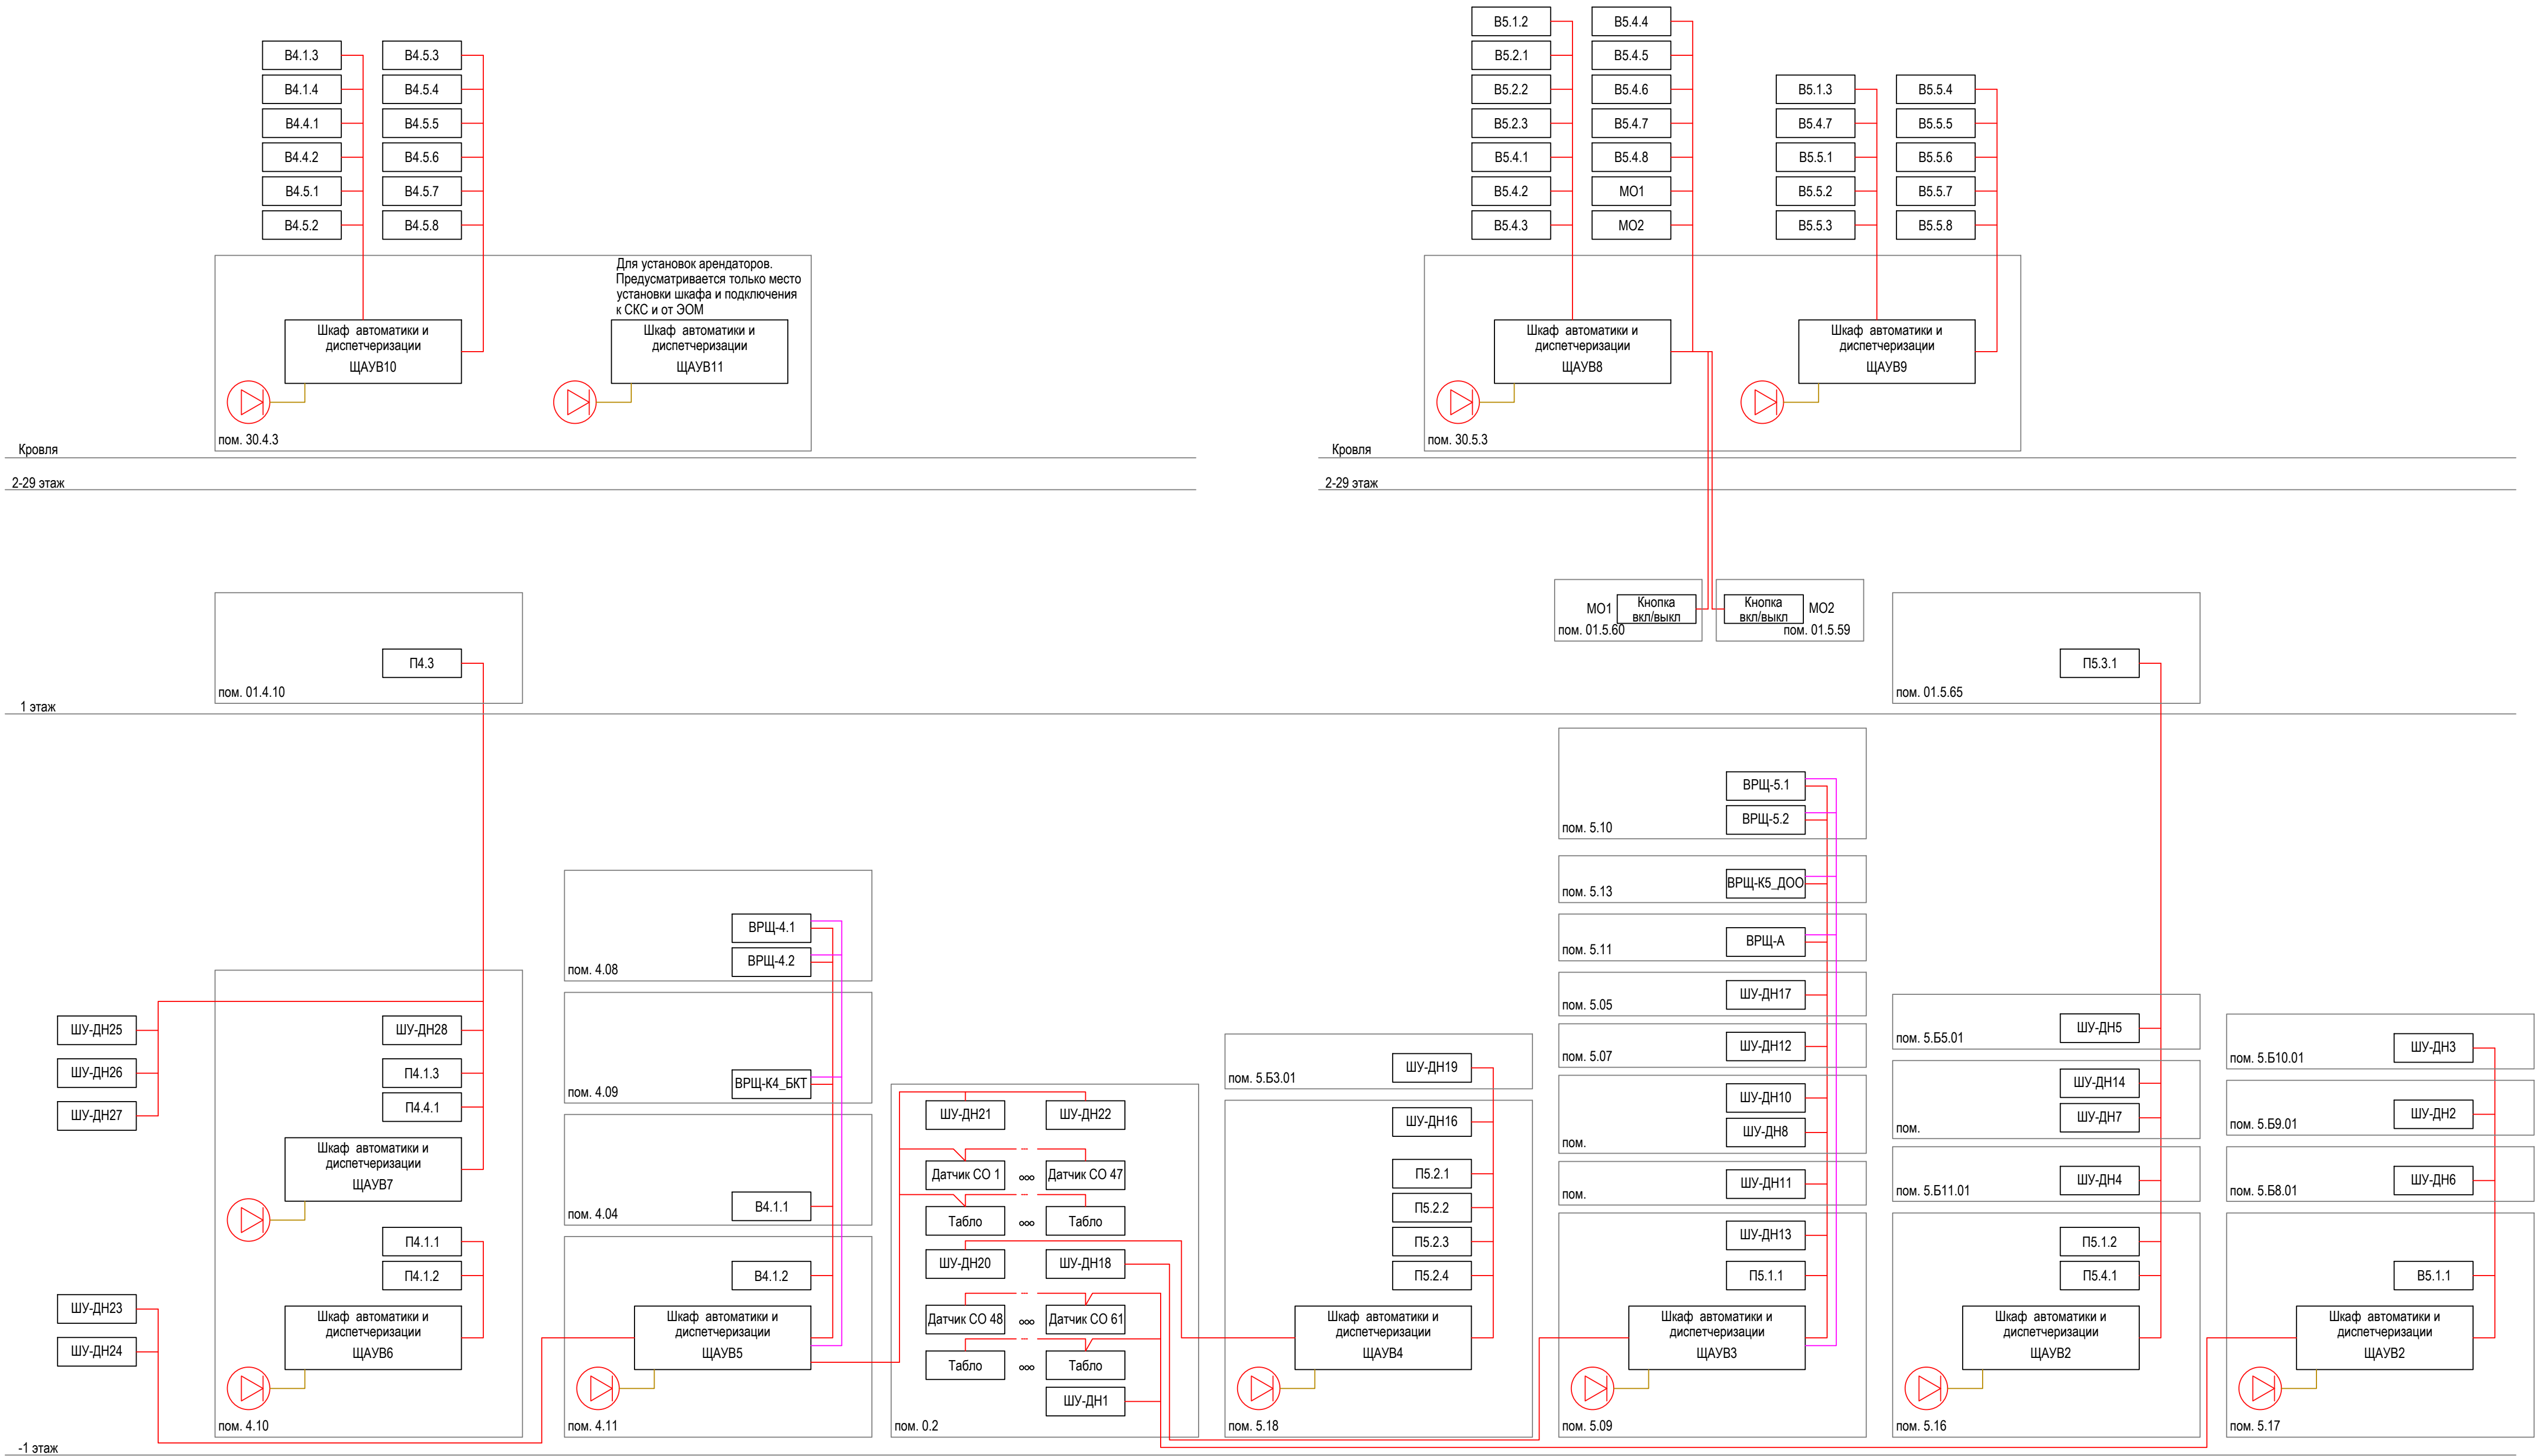 В4.1.3
В4.1.4
В4.4.1
В4.4.2
В4.5.1
В4.5.2
В4.5.3
В4.5.4
В4.5.5
В4.5.6
В4.5.7
В4.5.8
Для установок арендаторов.
Предусматривается только место
установки шкафа и подключения
к СКС и от ЭОМ
Шкаф автоматики и
диспетчеризации
ЩАУВ10
Шкаф автоматики и
диспетчеризации
ЩАУВ11
пом. 30.4.3
Кровля
2-29 этаж
В5.1.2
В5.2.1
В5.2.2
В5.2.3
В5.4.1
В5.4.2
В5.4.3
В5.4.4
В5.4.5
В5.4.6
В5.4.7
В5.4.8
МО1
МО2
В5.1.3
В5.4.7
В5.5.1
В5.5.2
В5.5.3
В5.5.4
В5.5.5
В5.5.6
В5.5.7
В5.5.8
Шкаф автоматики и
диспетчеризации
ЩАУВ8
Шкаф автоматики и
диспетчеризации
ЩАУВ9
пом. 30.5.3
Кровля
2-29 этаж
МО1
Кнопка
вкл/выкл
пом. 01.5.60
Кнопка
вкл/выкл
МО2
пом. 01.5.59
П4.3
пом. 01.4.10
П5.3.1
пом. 01.5.65
1 этаж
ШУ-ДН25
ШУ-ДН26
ШУ-ДН27
ШУ-ДН23
ШУ-ДН24
ШУ-ДН28
П4.1.3
П4.4.1
Шкаф автоматики и
диспетчеризации
ЩАУВ7
П4.1.1
П4.1.2
Шкаф автоматики и
диспетчеризации
ЩАУВ6
пом. 4.10
ВРЩ-4.1
ВРЩ-4.2
пом. 4.08
ВРЩ-К4_БКТ
пом. 4.09
В4.1.1
пом. 4.04
В4.1.2
Шкаф автоматики и
диспетчеризации
ЩАУВ5
пом. 4.11
ШУ-ДН21
ШУ-ДН22
Датчик СО 1
Датчик СО 47
Табло
Табло
ШУ-ДН20
ШУ-ДН18
Датчик СО 48
Датчик СО 61
Табло
Табло
ШУ-ДН1
пом. 0.2
ШУ-ДН19
пом. 5.Б3.01
ШУ-ДН16
П5.2.1
П5.2.2
П5.2.3
П5.2.4
Шкаф автоматики и
диспетчеризации
ЩАУВ4
пом. 5.18
ВРЩ-5.1
ВРЩ-5.2
пом. 5.10
ВРЩ-К5_ДОО
пом. 5.13
ВРЩ-А
пом. 5.11
ШУ-ДН17
пом. 5.05
ШУ-ДН12
пом. 5.07
ШУ-ДН10
ШУ-ДН8
пом.
ШУ-ДН11
пом.
ШУ-ДН13
П5.1.1
Шкаф автоматики и
диспетчеризации
ЩАУВ3
пом. 5.09
ШУ-ДН5
пом. 5.Б5.01
ШУ-ДН14
ШУ-ДН7
пом.
ШУ-ДН4
пом. 5.Б11.01
П5.1.2
П5.4.1
Шкаф автоматики и
диспетчеризации
ЩАУВ2
пом. 5.16
ШУ-ДН3
пом. 5.Б10.01
ШУ-ДН2
пом. 5.Б9.01
ШУ-ДН6
пом. 5.Б8.01
В5.1.1
Шкаф автоматики и
диспетчеризации
ЩАУВ2
пом. 5.17
-1 этаж